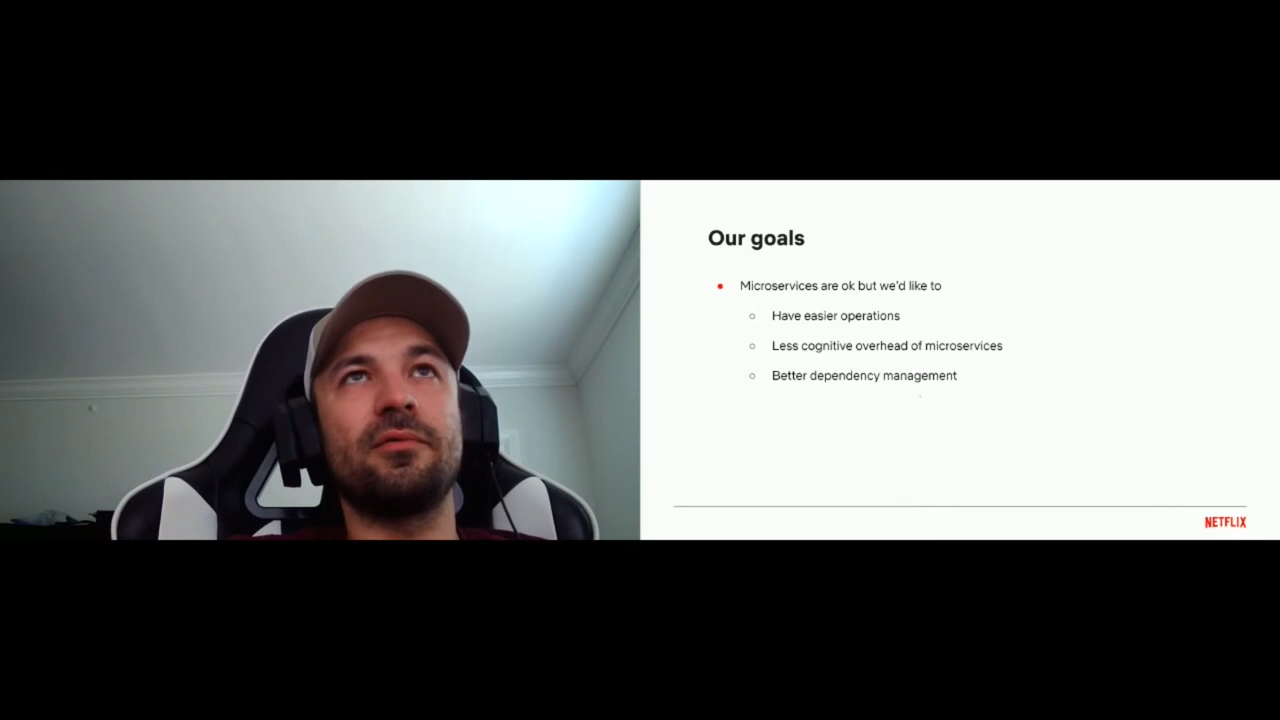 Our goals
Microservices are ok but we'd like to
Have easier operations
Less cognitive overhead of microservices
Better dependency management
NETFLIX